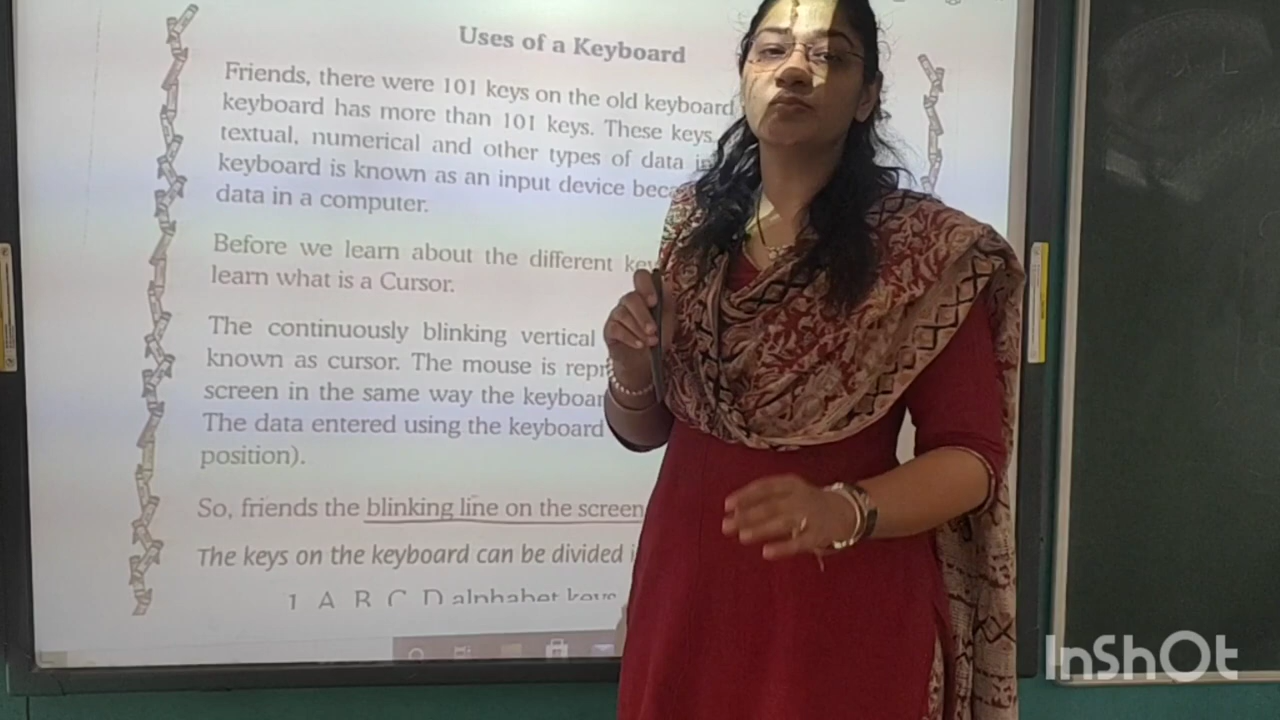 Uses of a Keyboard
Friends, there were 101 keys on the old keyboard
keyboard has more than 101 keys. These keys
textual, numerical and other types of data
keyboard is known as an input device
data in a computer.
Before we learn about the different
learn what is a Cursor.
The continuously blinking vertical
known as cursor. The mouse is
screen in the same way the
The data entered using the keyboard
position).
So, friends the blinking line on the screen
The keys on the keyboard can be divided
1 A B C D alphabet keys
InShOt